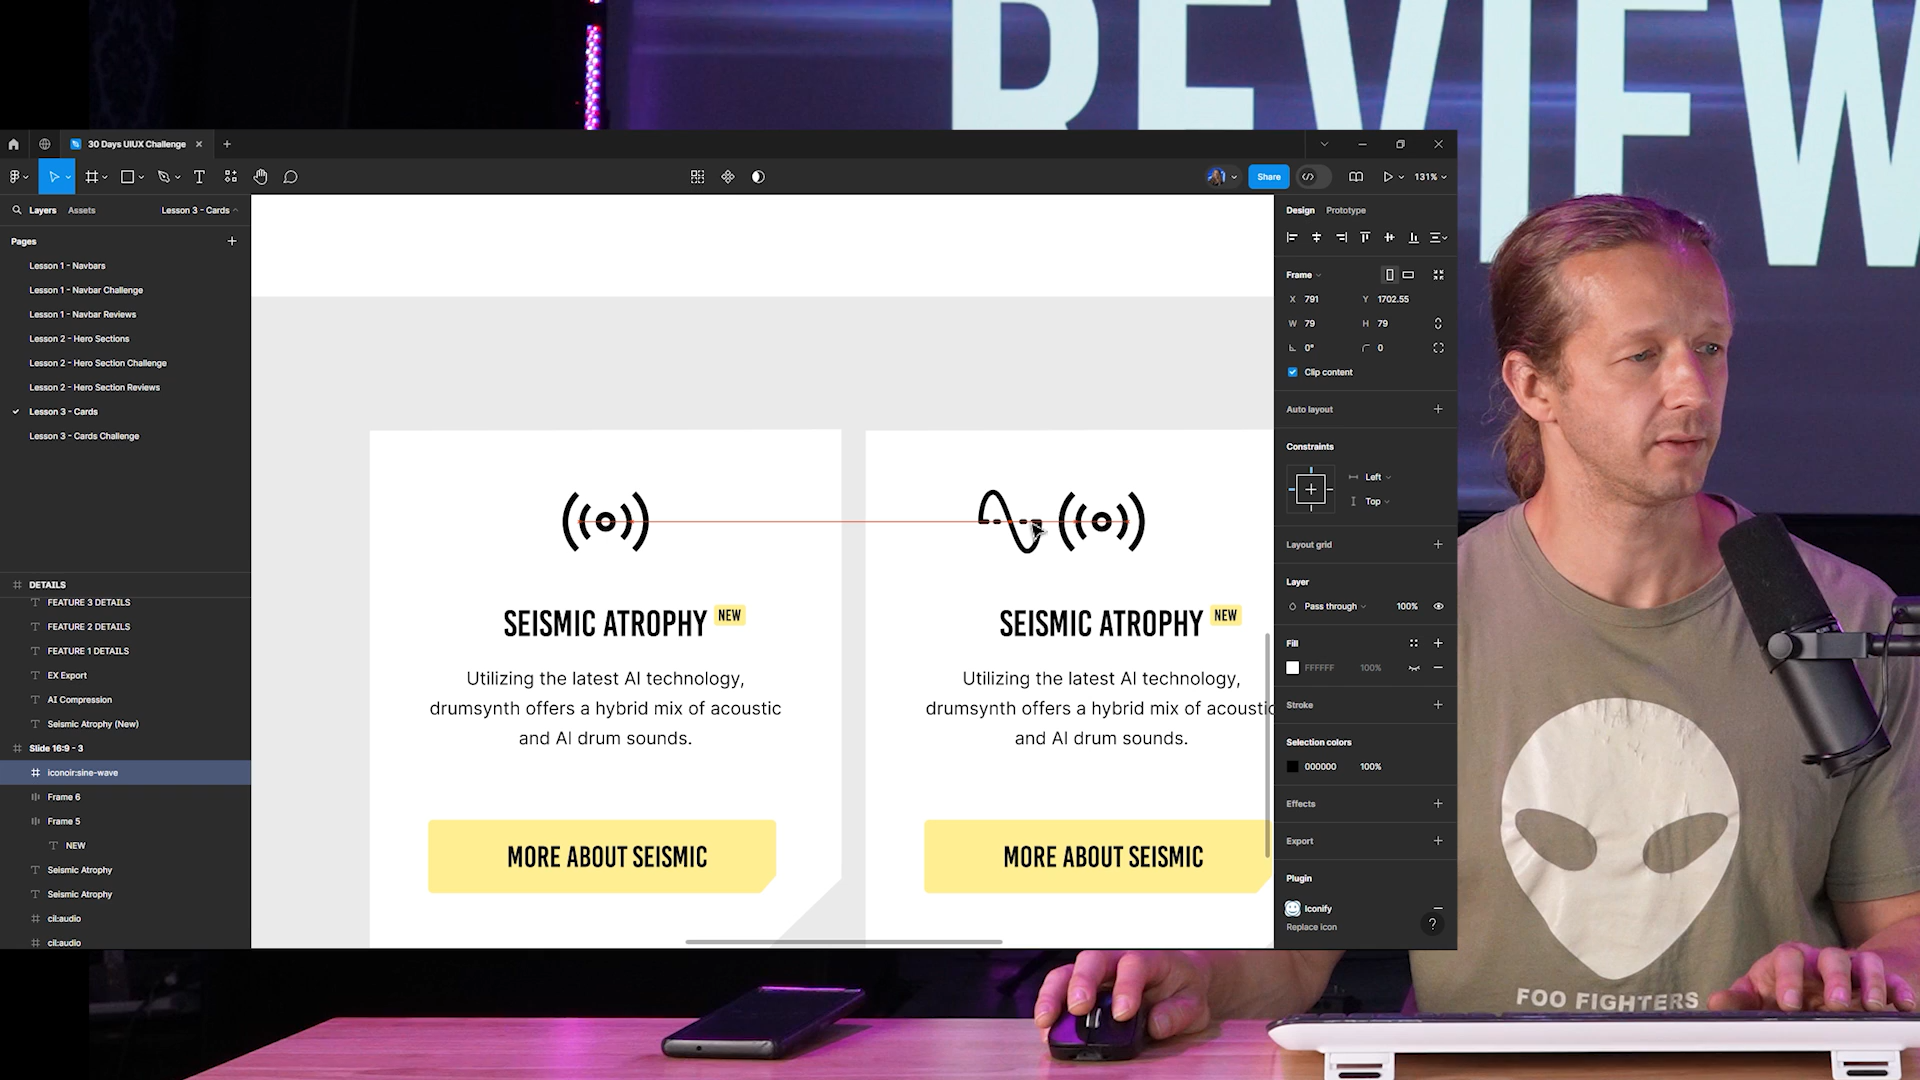 REVIEW
30 Days UIUX Challenge
Share
131%
Layers
Assets
Lesson 3 - Cards
Design
Prototype
Pages
Lesson 1 - Navbars
Lesson 1 - Navbar Challenge
Lesson 1 - Navbar Reviews
Lesson 2 - Hero Sections
Lesson 2 - Hero Section Challenge
Lesson 2 - Hero Section Reviews
Lesson 3 - Cards
Lesson 3 - Cards Challenge
DETAILS
FEATURE 3 DETAILS
FEATURE 2 DETAILS
FEATURE 1 DETAILS
EX Export
AI Compression
Seismic Atrophy (New)
Slide 16:9 - 3
iconoir:sine-wave
Frame 6
Frame 5
NEW
Seismic Atrophy
Seismic Atrophy
cil:audio
cil:audio
SEISMIC ATROPHY NEW
Utilizing the latest AI technology,
drumsynth offers a hybrid mix of acoustic
and AI drum sounds.
MORE ABOUT SEISMIC
SEISMIC ATROPHY NEW
Utilizing the latest AI technology,
drumsynth offers a hybrid mix of acoustic
and AI drum sounds.
MORE ABOUT SEISMIC
Frame
X 791 Y 1702.55
W 79 H 79
0° 0
Clip content
Auto layout
Constraints
Left
Top
Layout grid
Layer
Pass through 100%
Fill
FFFFFF 100%
Stroke
Selection colors
000000 100%
Effects
Export
Plugin
Iconify
Replace icon
?
FOO FIGHTERS